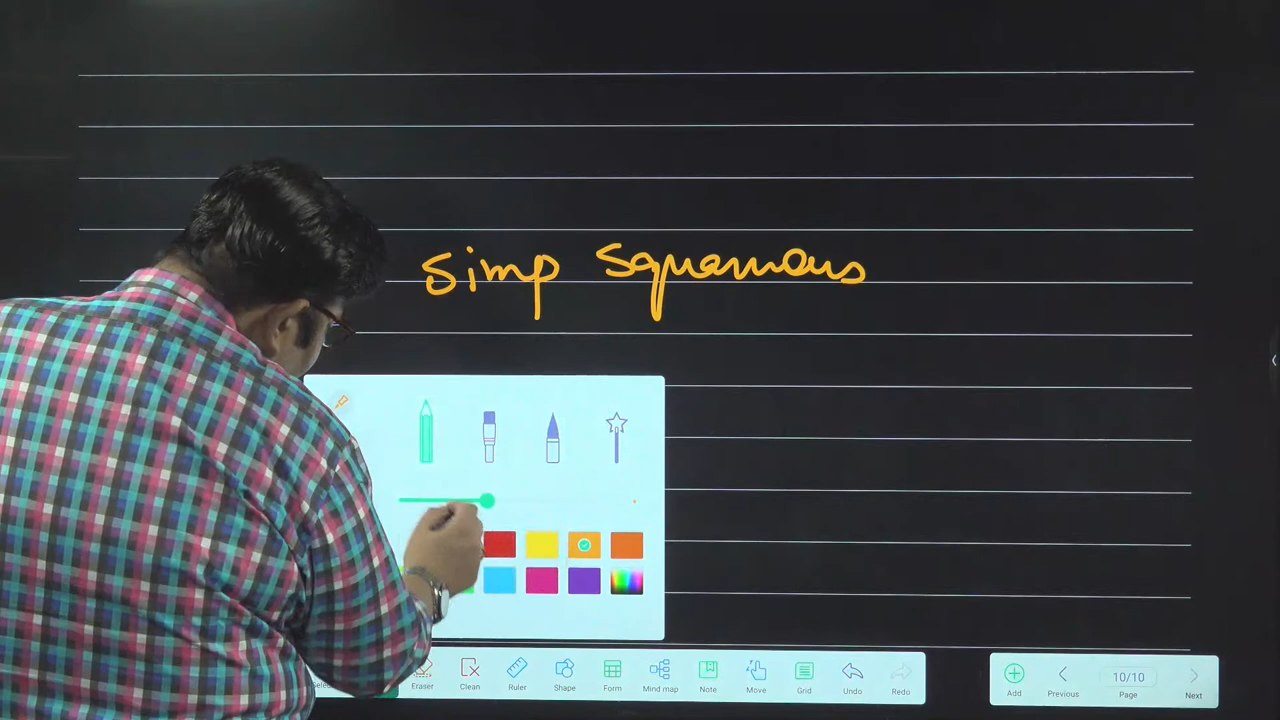 simp squamous
Eraser
Clean
Ruler
Shape
Form
Mind map
Note
Move
Grid
Undo
Redo
Add
Previous
10/10
Page
Next